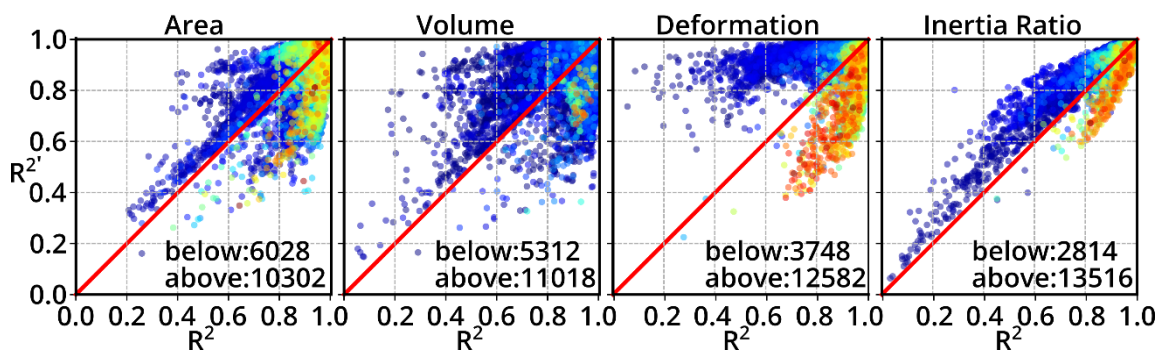 Area Volume Deformation Inertia Ratio
1.0
0.8
0.6
R²'
0.4
0.2
0.0
below:6028
above:10302
below:5312
above:11018
below:3748
above:12582
below:2814
above:13516
0.0 0.2 0.4 0.6 0.8 1.0 0.2 0.4 0.6 0.8 1.0 0.2 0.4 0.6 0.8 1.0 0.2 0.4 0.6 0.8 1.0
R² R² R² R²